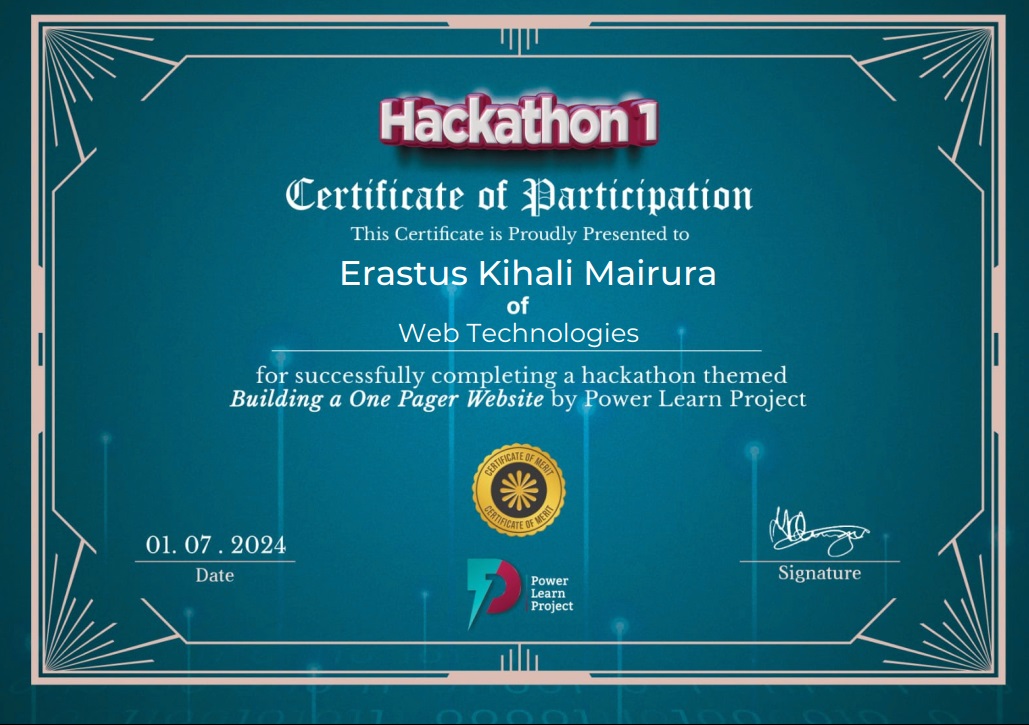 Hackathon 1
Certificate of Participation
This Certificate is Proudly Presented to
Erastus Kihali Mairura
of
Web Technologies
for successfully completing a hackathon themed
Building a One Pager Website by Power Learn Project
CERTIFICATE OF MERIT
CERTIFICATE OF MERIT
01. 07 . 2024
Date
Signature
Power
Learn
Project